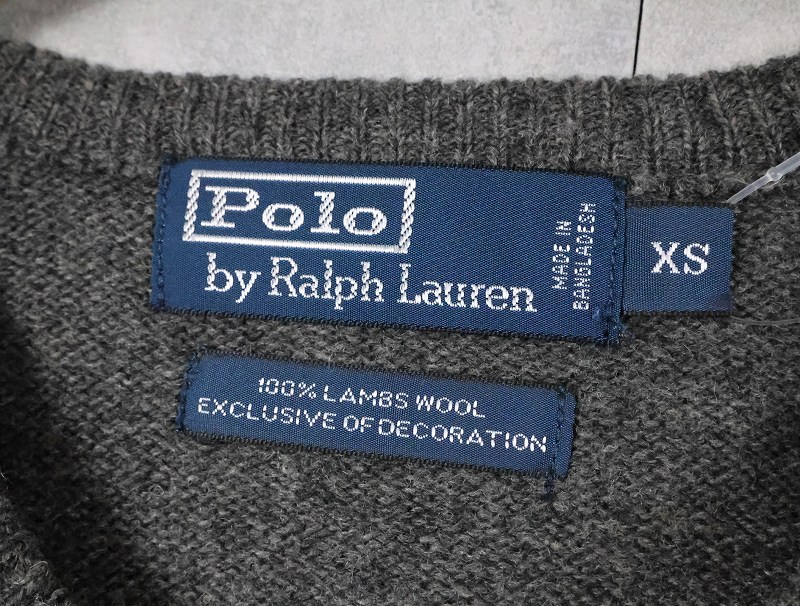 Polo
by Ralph Lauren
MADE IN
BANGLADESH
XS
100% LAMBS WOOL
EXCLUSIVE OF DECORATION